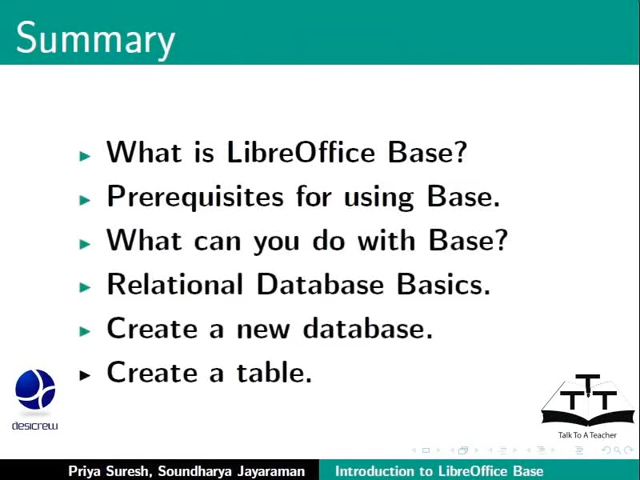 Summary
What is LibreOffice Base?
Prerequisites for using Base.
What can you do with Base?
Relational Database Basics.
Create a new database.
Create a table.
desicrew
T T T
Talk To A Teacher
Priya Suresh, Soundharya Jayaraman Introduction to LibreOffice Base